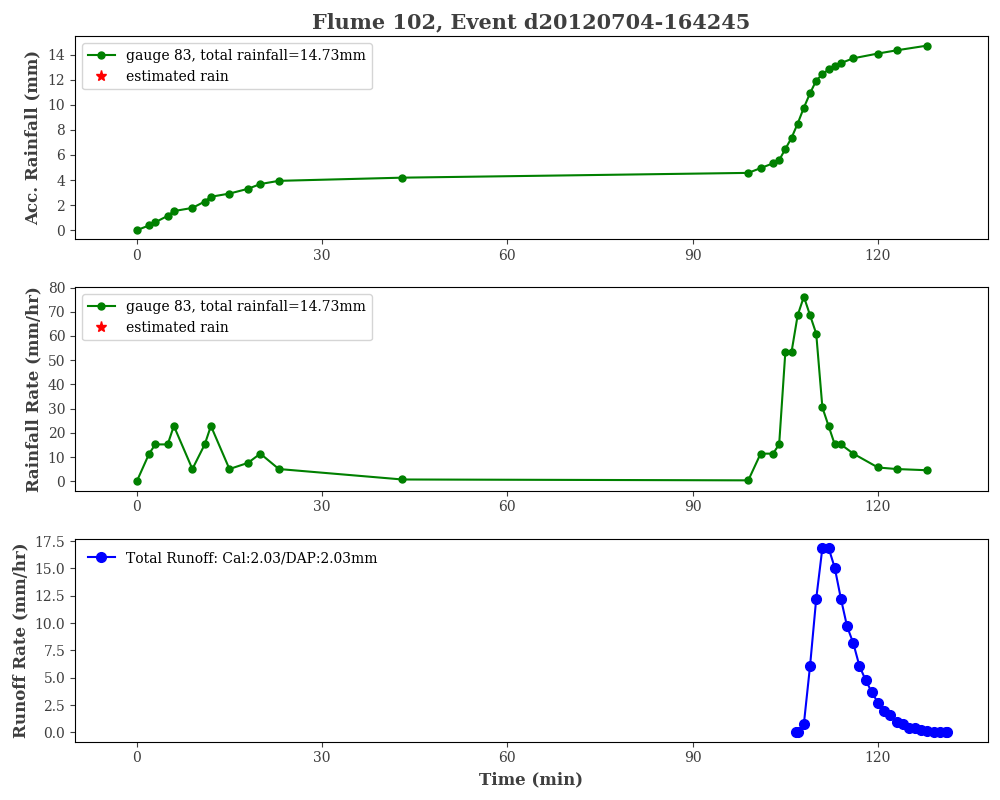 Flume 102, Event d20120704-164245
Acc. Rainfall (mm)
14
12
10
8
6
4
2
0
gauge 83, total rainfall=14.73mm
estimated rain
0 30 60 90 120
Rainfall Rate (mm/hr)
80
70
60
50
40
30
20
10
0
gauge 83, total rainfall=14.73mm
estimated rain
0 30 60 90 120
Runoff Rate (mm/hr)
17.5
15.0
12.5
10.0
7.5
5.0
2.5
0.0
Total Runoff: Cal:2.03/DAP:2.03mm
0 30 60 90 120
Time (min)